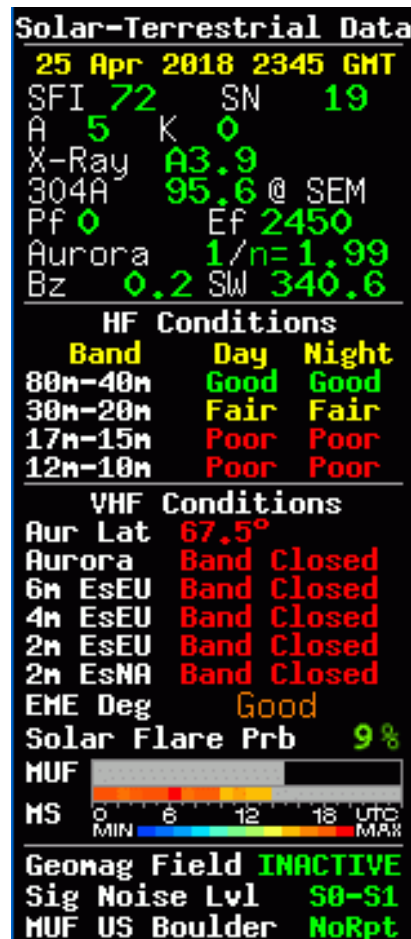 Solar-Terrestrial Data
25 Apr 2018 2345 GMT
SFI 72 SN 19
A 5 K 0
X-Ray A3.9
304A 95.6 @ SEM
Pf 0 Ef 2450
Aurora 1/n=1.99
Bz 0.2 SW 340.6
HF Conditions
Band Day Night
80m-40m Good Good
30m-20m Fair Fair
17m-15m Poor Poor
12m-10m Poor Poor
VHF Conditions
Aur Lat 67.5°
Aurora Band Closed
6m EsEU Band Closed
4m EsEU Band Closed
2m EsEU Band Closed
2m EsNA Band Closed
EME Deg Good
Solar Flare Prb 9%
MUF
MS 0 6 12 18 UTC
MIN MAX
Geomag Field INACTIVE
Sig Noise Lvl S0-S1
MUF US Boulder NoRpt